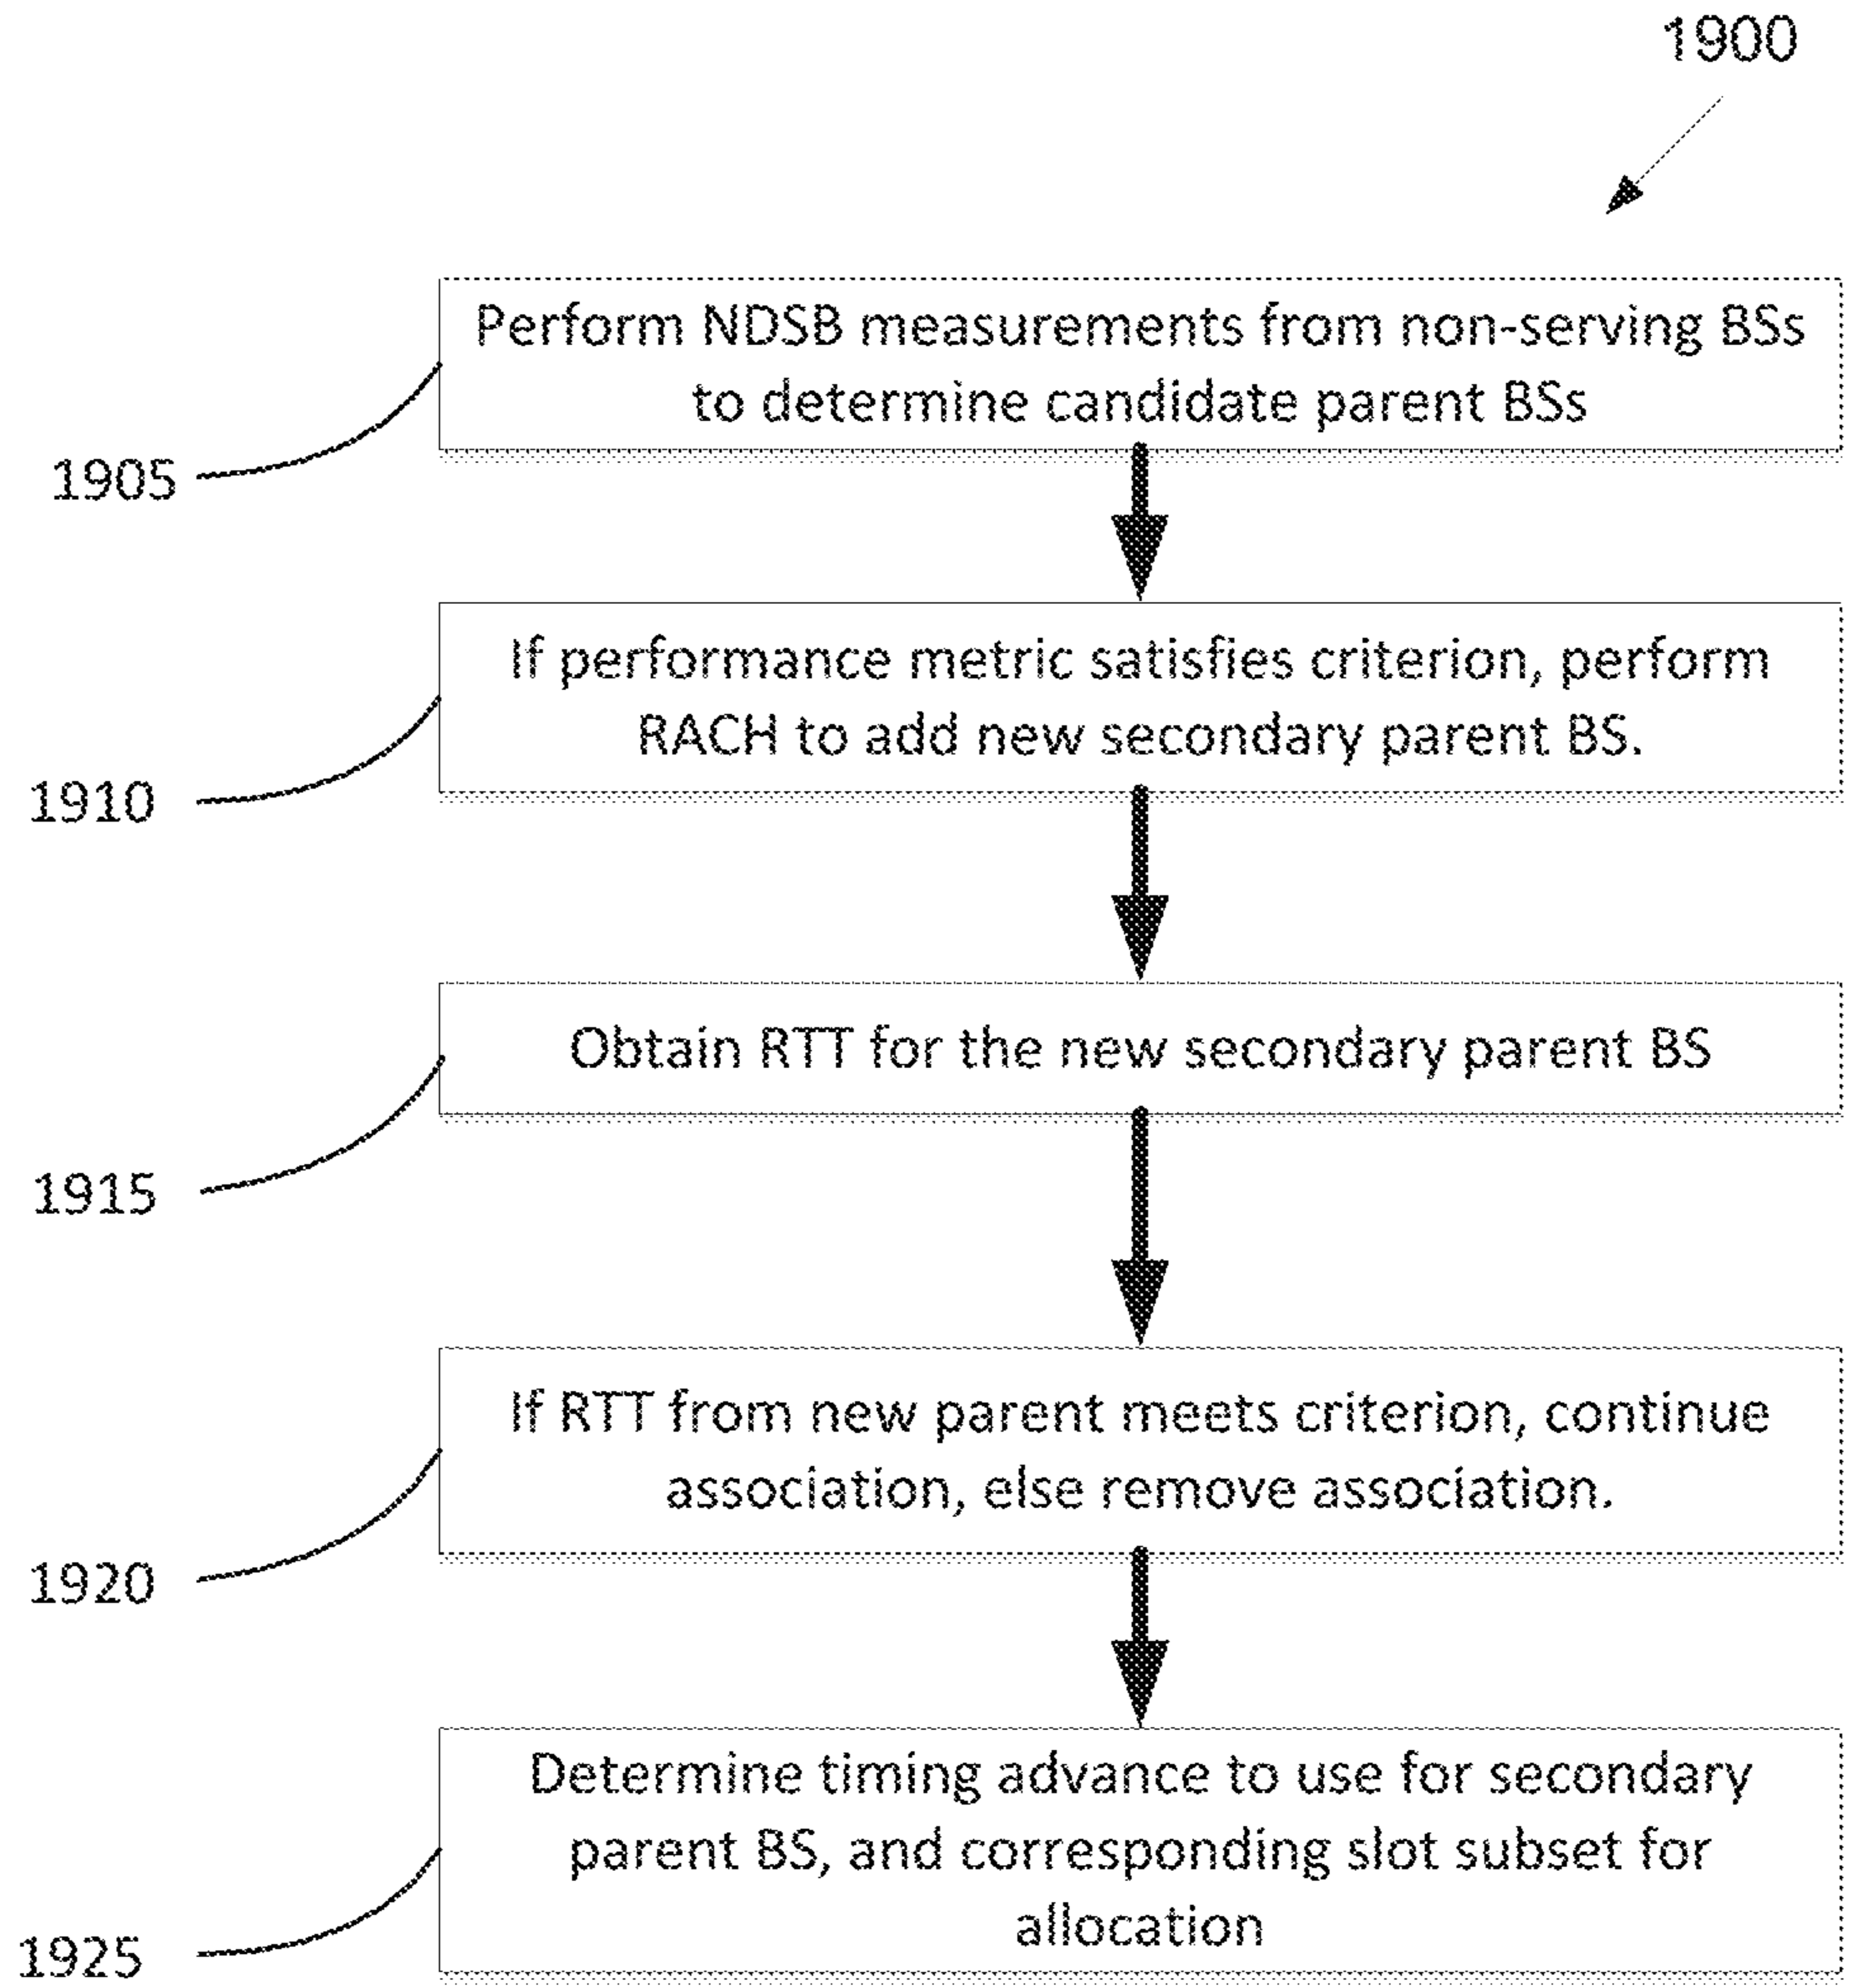 1900
Perform NDSB measurements from non-serving BSs
to determine candidate parent BSs
1905
If performance metric satisfies criterion, perform
RACH to add new secondary parent BS.
1910
Obtain RTT for the new secondary parent BS
1915
If RTT from new parent meets criterion, continue
association, else remove association.
1920
Determine timing advance to use for secondary
parent BS, and corresponding slot subset for
allocation
1925